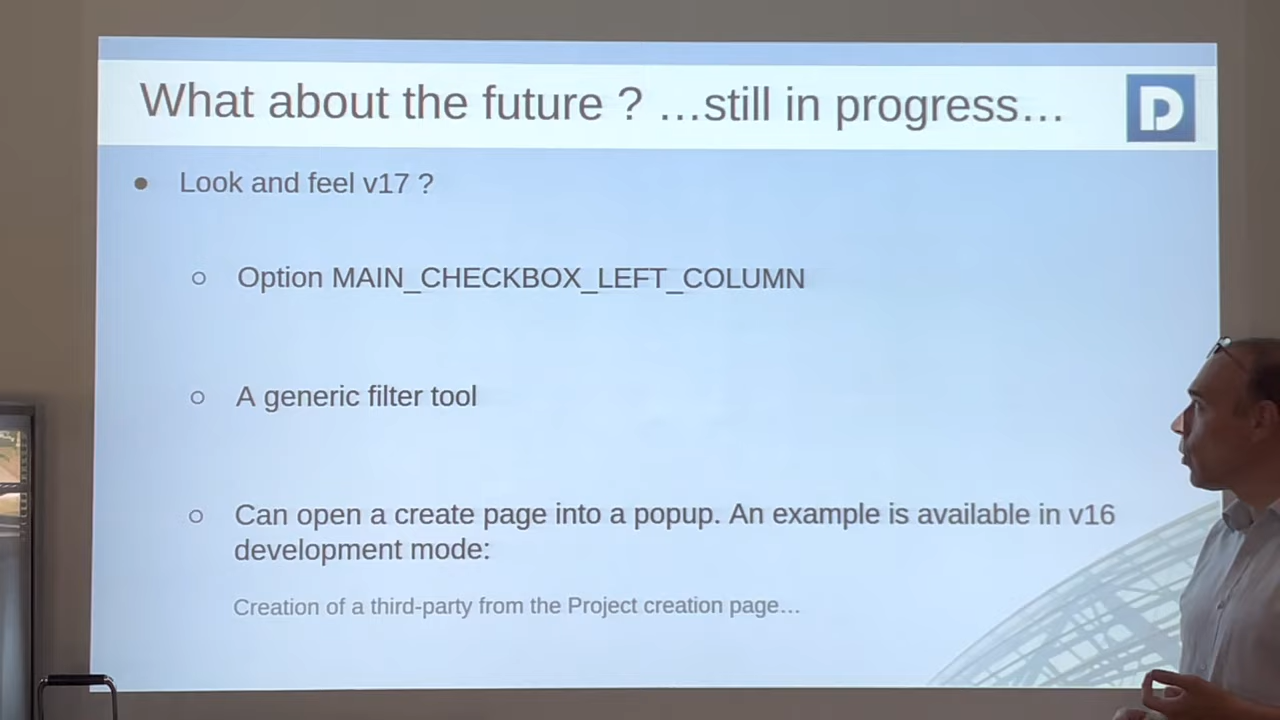 What about the future ? …still in progress…
D
● Look and feel v17 ?
○ Option MAIN_CHECKBOX_LEFT_COLUMN
○ A generic filter tool
○ Can open a create page into a popup. An example is available in v16
development mode:
Creation of a third-party from the Project creation page…